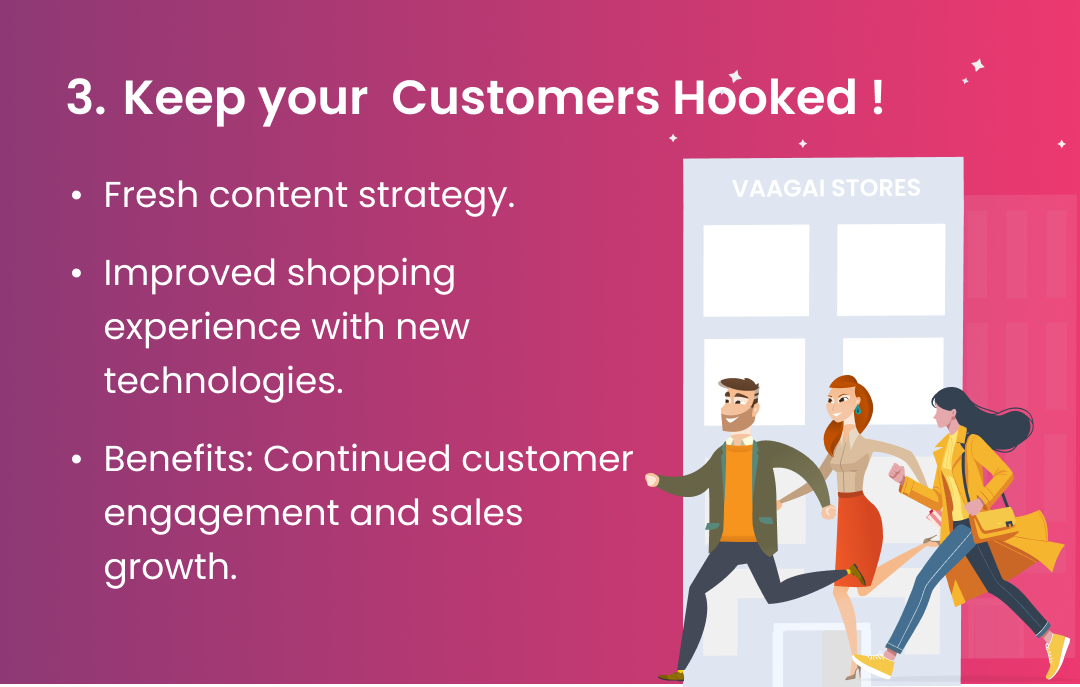 3. Keep your Customers Hooked !
VAAGAI STORES
• Fresh content strategy.
• Improved shopping
experience with new
technologies.
• Benefits: Continued customer
engagement and sales
growth.